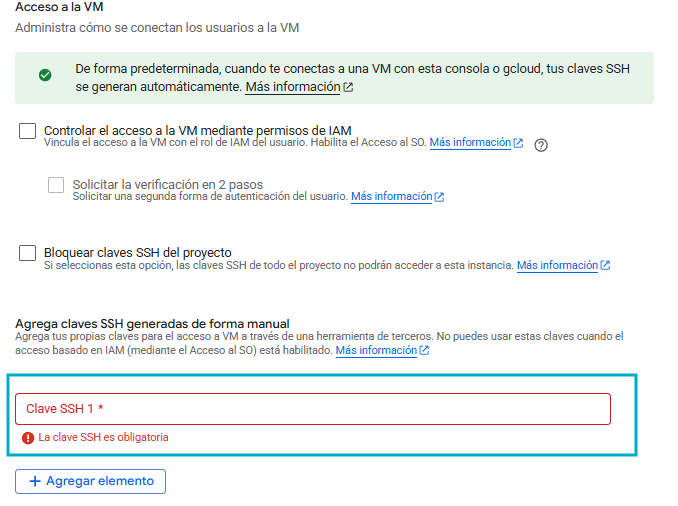 Acceso a la VM
Administra cómo se conectan los usuarios a la VM
De forma predeterminada, cuando te conectas a una VM con esta consola o gcloud, tus claves SSH
se generan automáticamente. Más información
Controlar el acceso a la VM mediante permisos de IAM
Vincula el acceso a la VM con el rol de IAM del usuario. Habilita el Acceso al SO. Más información
Solicitar la verificación en 2 pasos
Solicitar una segunda forma de autenticación del usuario. Más información
Bloquear claves SSH del proyecto
Si seleccionas esta opción, las claves SSH de todo el proyecto no podrán acceder a esta instancia. Más información
Agrega claves SSH generadas de forma manual
Agrega tus propias claves para el acceso a VM a través de una herramienta de terceros. No puedes usar estas claves cuando el
acceso basado en IAM (mediante el Acceso al SO) está habilitado. Más información
Clave SSH 1 *
La clave SSH es obligatoria
+ Agregar elemento